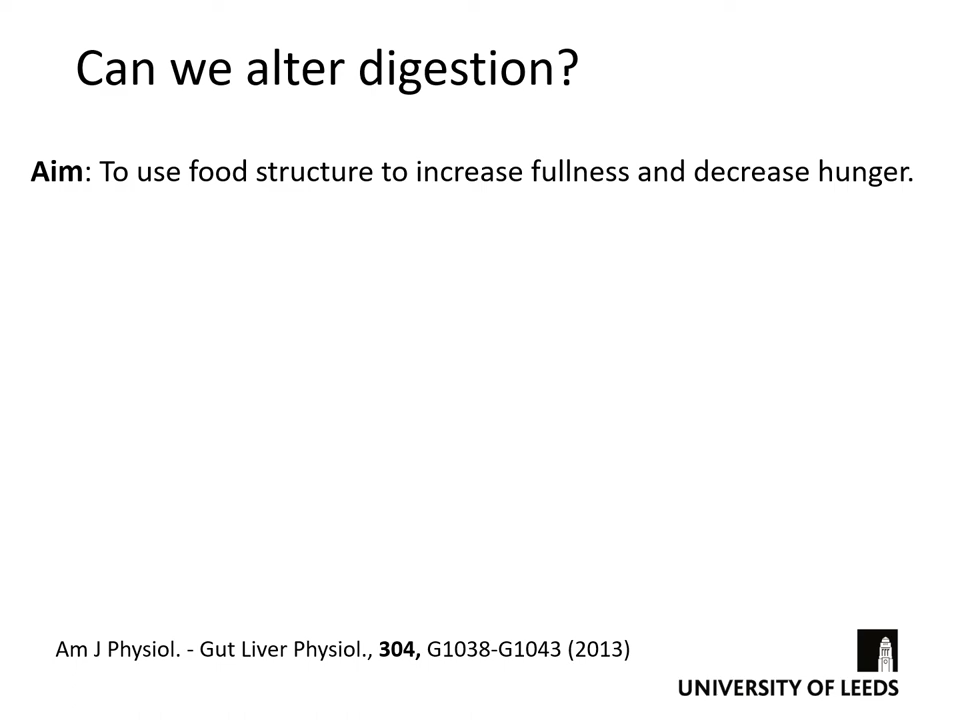 Can we alter digestion?
Aim: To use food structure to increase fullness and decrease hunger.
Am J Physiol. - Gut Liver Physiol., 304, G1038-G1043 (2013)
UNIVERSITY OF LEEDS